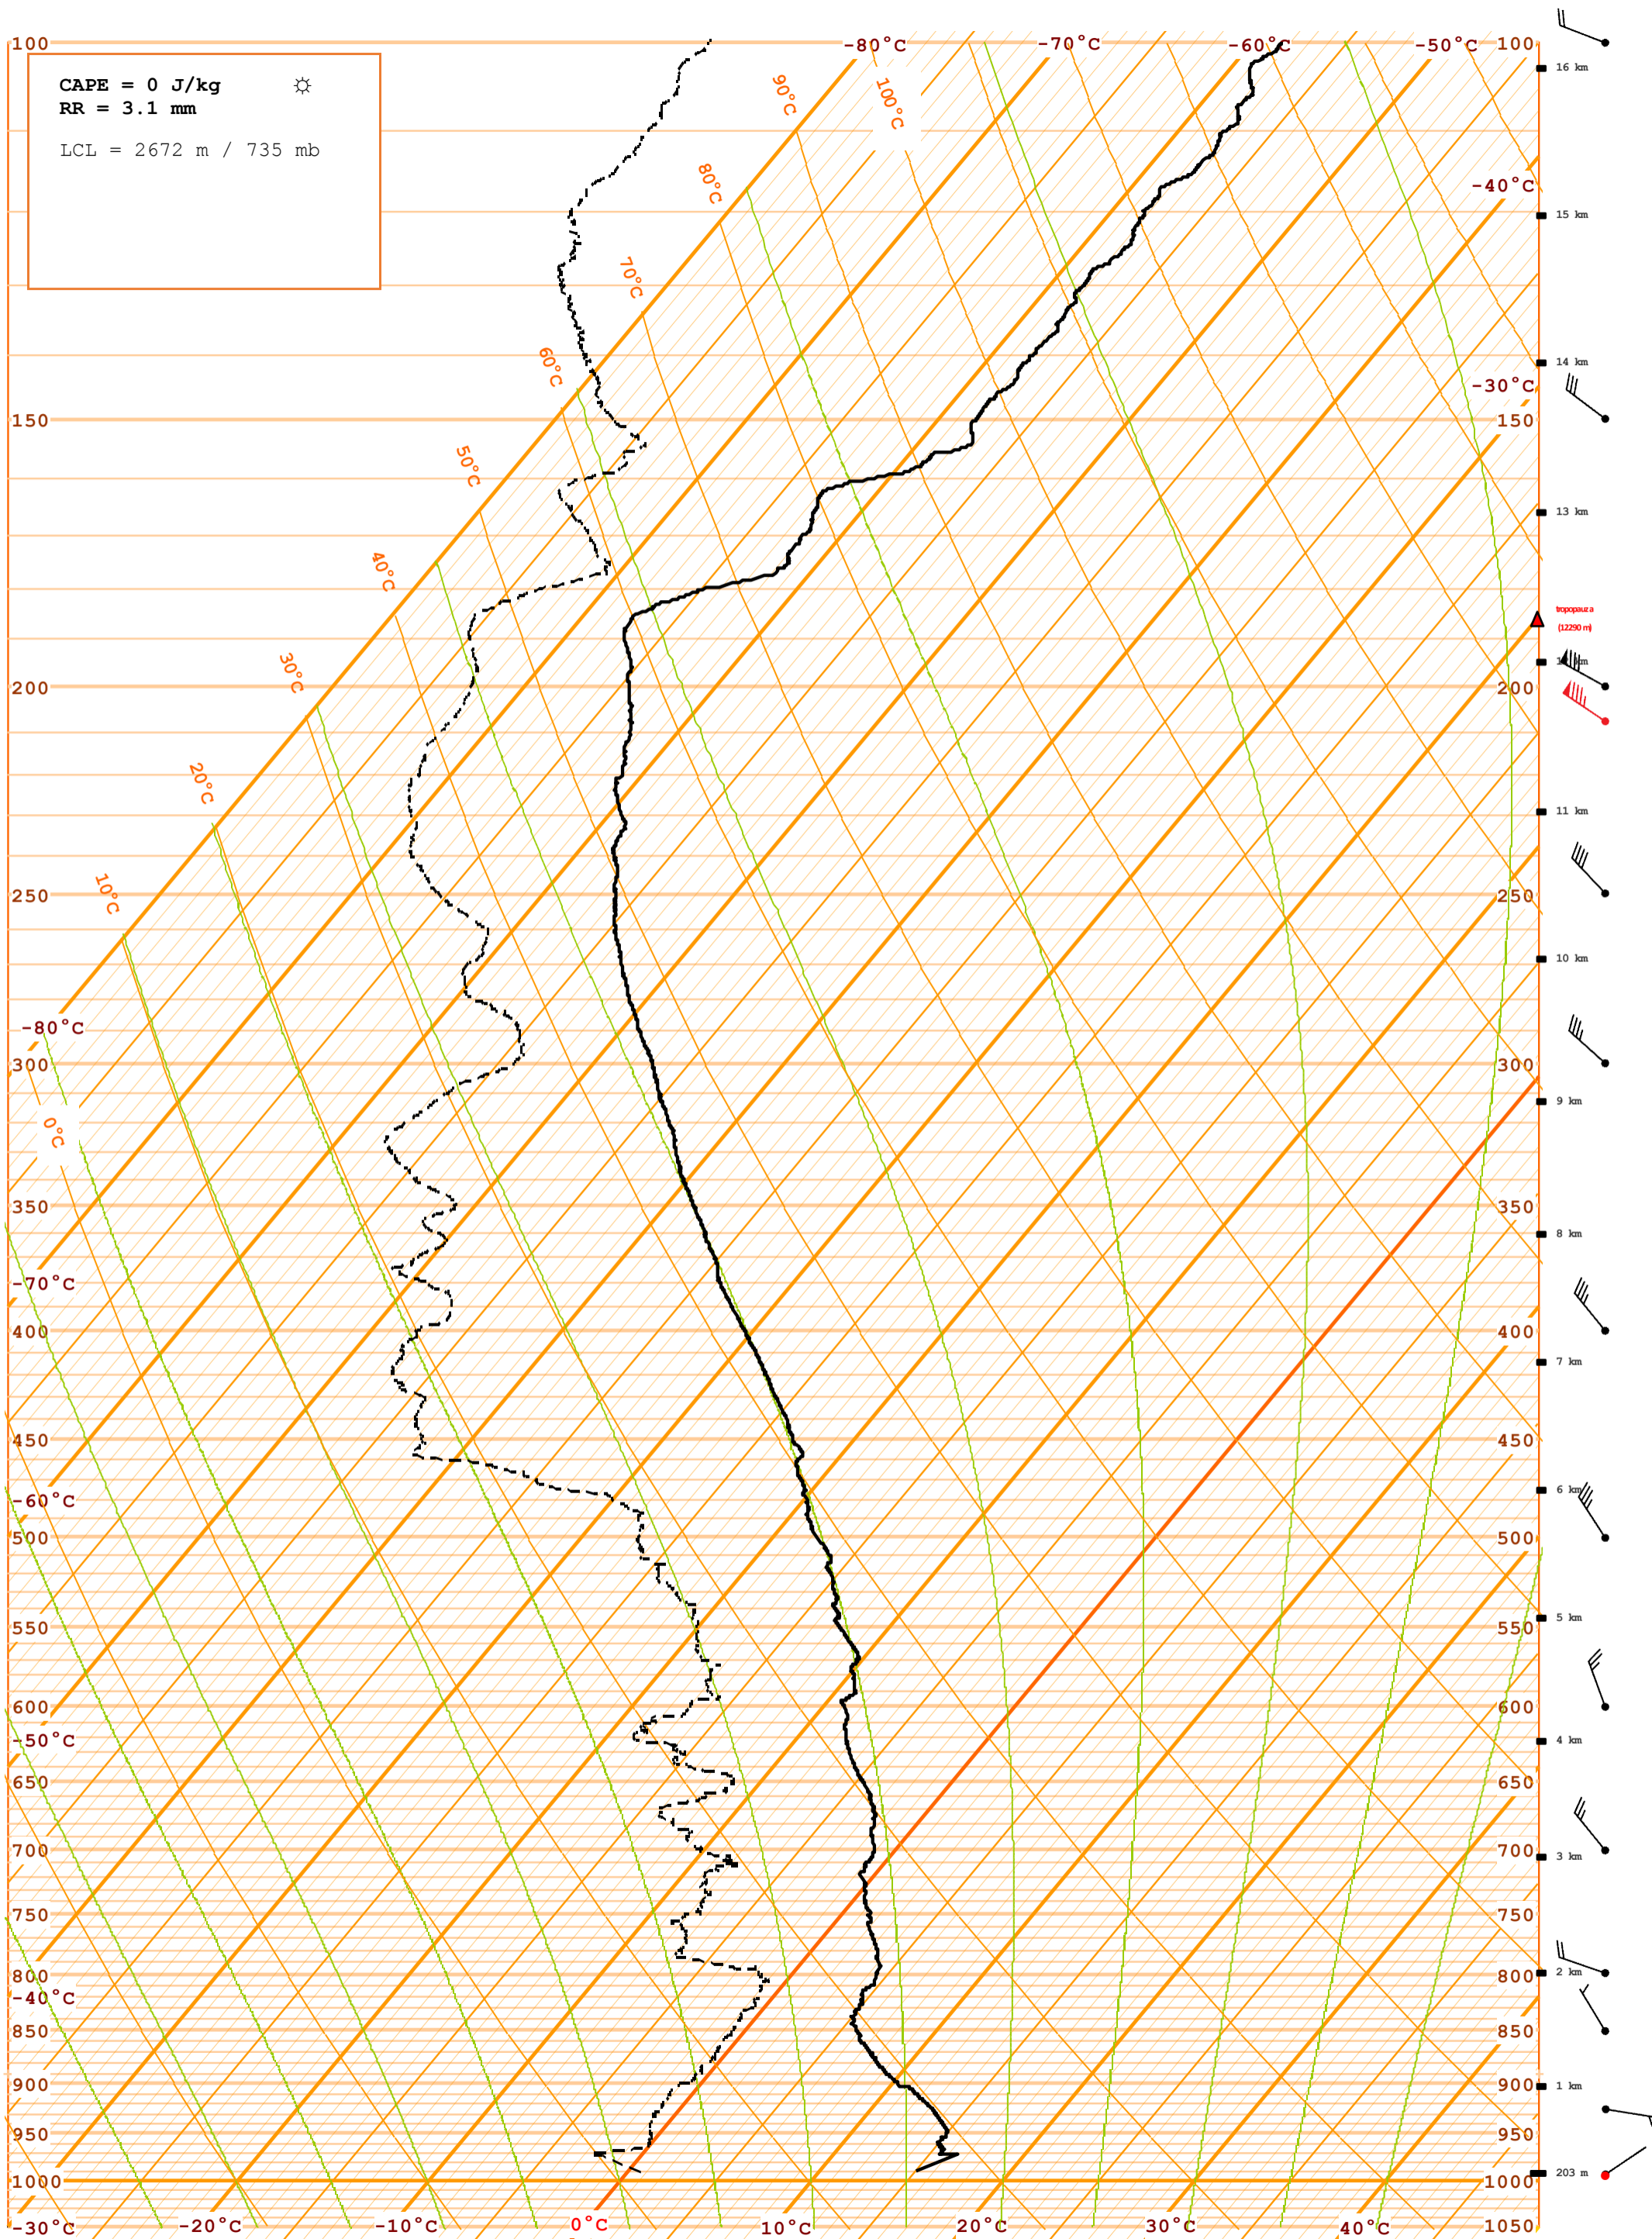 100 -80°C -70°C -60°C -50°C 100
16 km
CAPE = 0 J/kg ☼
RR = 3.1 mm
LCL = 2672 m / 735 mb
90°C 100°C
80°C -40°C
15 km
70°C
60°C 14 km
-30°C
150 150
50°C
13 km
40°C
tropopauza
(12290 m)
30°C
200 200
20°C
11 km
10°C
250 250
10 km
-80°C
300 300
9 km
0°C
350 350
8 km
-70°C
400 400
7 km
450 450
6 km
-60°C
500 500
5 km
550 550
600 600
-50°C 4 km
650 650
700 700
3 km
750 750
800 800 2 km
-40°C
850 850
900 900 1 km
950 950
203 m
1000 1000
-30°C -20°C -10°C 0°C 10°C 20°C 30°C 40°C 1050